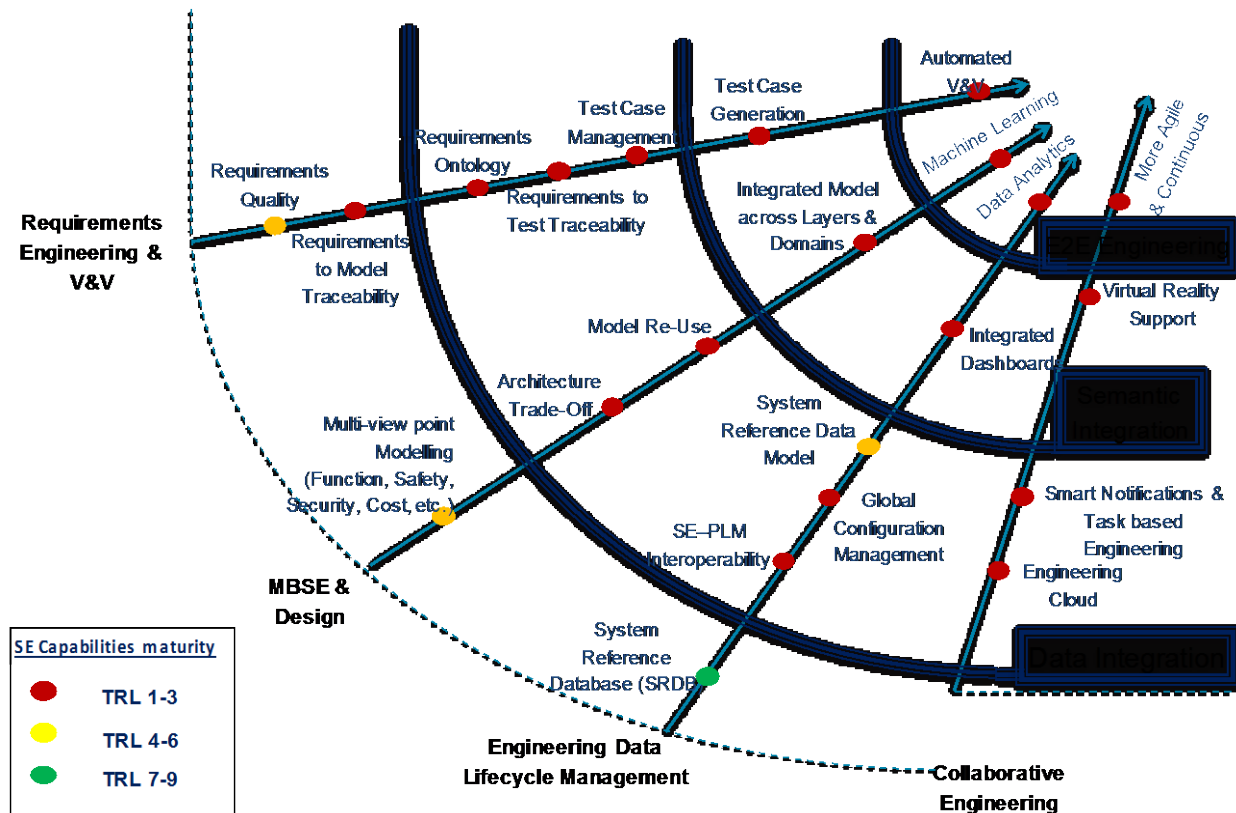 Automated
V&V
Test Case
Generation
Test Case
Management
Requirements
Ontology
Requirements
Quality
Requirements to
Test Traceability
Requirements
to Model
Traceability
Requirements
Engineering &
V&V
Machine Learning
Data Analytics
More Agile
& Continuous
Integrated Model
across Layers &
Domains
E2E Engineering
Virtual Reality
Support
Model Re-Use
Integrated
Dashboards
Architecture
Trade-Off
System
Reference Data
Model
Semantic
Integration
Multi-view point
Modelling
(Function, Safety,
Security, Cost, etc.)
Smart Notifications &
Task based
Engineering
Global
Configuration
Management
SE–PLM
Interoperability
Engineering
Cloud
MBSE &
Design
System
Reference
Database (SRDB)
Data Integration
Engineering Data
Lifecycle Management
Collaborative
Engineering
SE Capabilities maturity
TRL 1-3
TRL 4-6
TRL 7-9